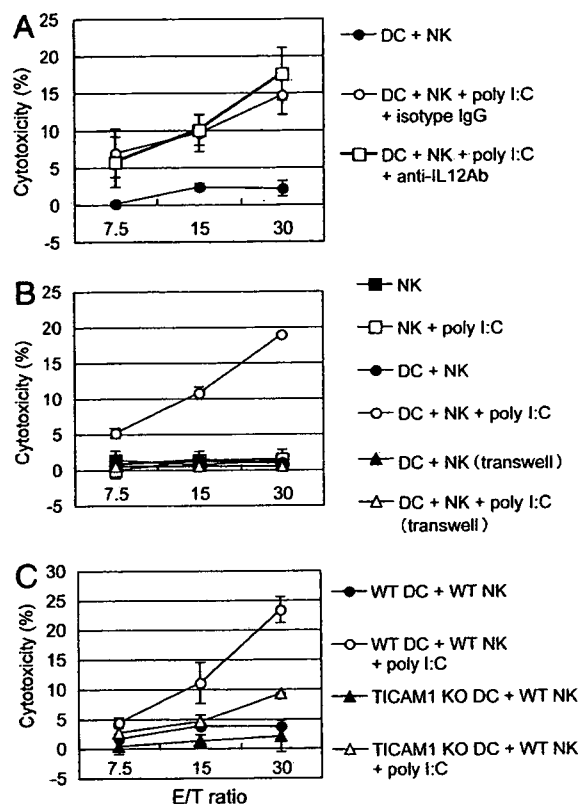 A
Cytotoxicity (%)
25
20
15
10
5
0
-5
7.5
15
30
DC + NK
DC + NK + poly I:C
+ isotype IgG
DC + NK + poly I:C
+ anti-IL12Ab
B
Cytotoxicity (%)
25
20
15
10
5
0
-5
7.5
15
30
NK
NK + poly I:C
DC + NK
DC + NK + poly I:C
DC + NK (transwell)
DC + NK + poly I:C
(transwell)
C
Cytotoxicity (%)
30
25
20
15
10
5
0
-5
7.5
15
30
E/T ratio
WT DC + WT NK
WT DC + WT NK
+ poly I:C
TICAM1 KO DC + WT NK
TICAM1 KO DC + WT NK
+ poly I:C